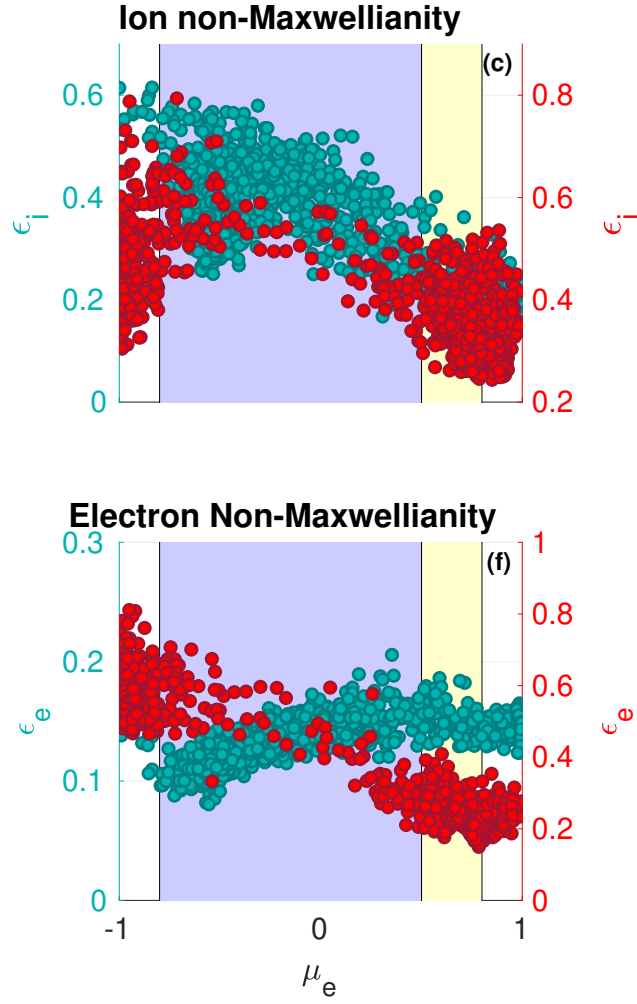 Ion non-Maxwellianity
(c)
0.6
0.4
0.2
0
ϵ_i
0.8
0.6
0.4
0.2
ϵ_i
Electron Non-Maxwellianity
(f)
0.3
0.2
0.1
0
ϵ_e
1
0.8
0.6
0.4
0.2
0
ϵ_e
-1
0
1
μ_e